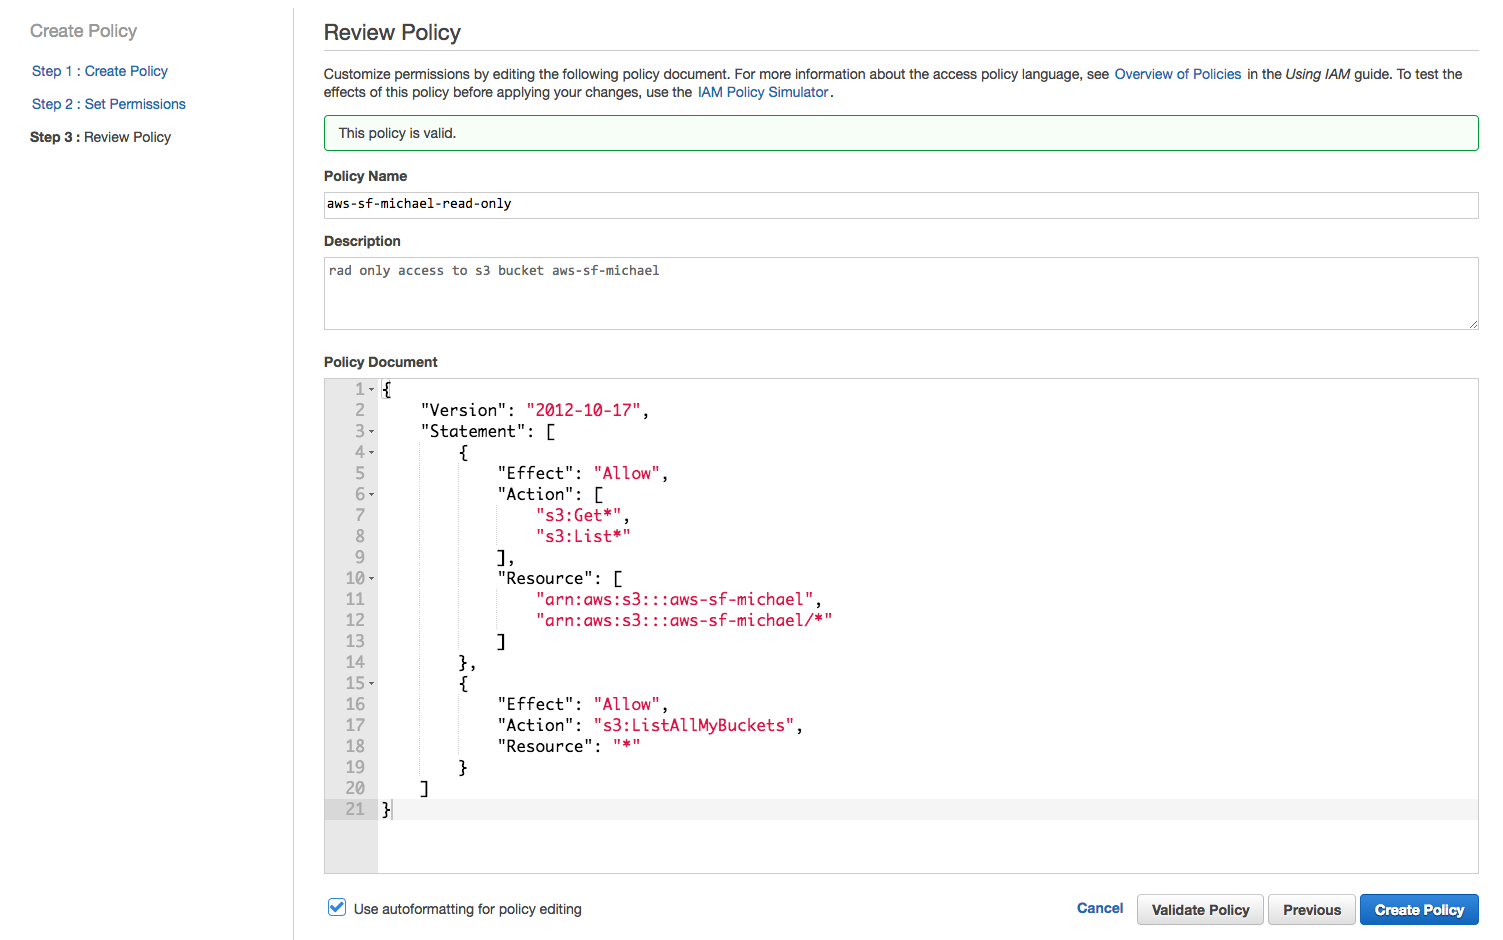 Create Policy
Step 1 : Create Policy
Step 2 : Set Permissions
Step 3 : Review Policy
Review Policy
Customize permissions by editing the following policy document. For more information about the access policy language, see Overview of Policies in the Using IAM guide. To test the
effects of this policy before applying your changes, use the IAM Policy Simulator.
This policy is valid.
Policy Name
aws-sf-michael-read-only
Description
rad only access to s3 bucket aws-sf-michael
Policy Document
1 {
2     "Version": "2012-10-17",
3     "Statement": [
4         {
5             "Effect": "Allow",
6             "Action": [
7                 "s3:Get*",
8                 "s3:List*"
9             ],
10             "Resource": [
11                 "arn:aws:s3:::aws-sf-michael",
12                 "arn:aws:s3:::aws-sf-michael/*"
13             ]
14         },
15         {
16             "Effect": "Allow",
17             "Action": "s3:ListAllMyBuckets",
18             "Resource": "*"
19         }
20     ]
21 }
Use autoformatting for policy editing
Cancel
Validate Policy
Previous
Create Policy